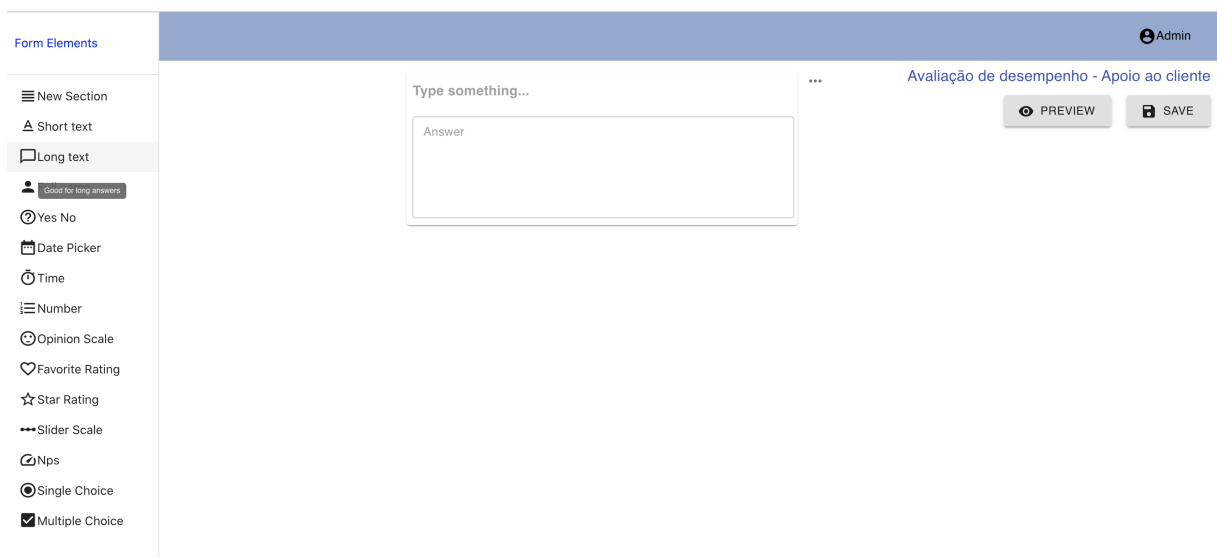 Form Elements
Admin
New Section
Short text
Long text
Good for long answers
Yes No
Date Picker
Time
Number
Opinion Scale
Favorite Rating
Star Rating
Slider Scale
Nps
Single Choice
Multiple Choice
Type something...
Answer
Avaliação de desempenho - Apoio ao cliente
PREVIEW
SAVE